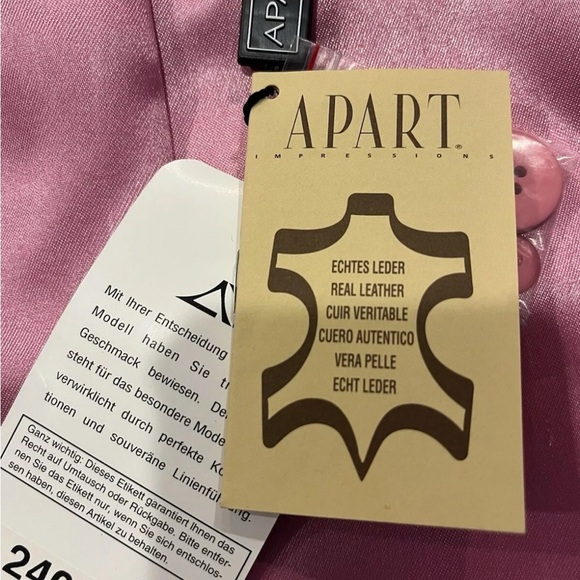 APA
APART®
IMPRESSIONS
ECHTES LEDER
REAL LEATHER
CUIR VERITABLE
CUERO AUTENTICO
VERA PELLE
ECHT LEDER
Mit Ihrer Entscheidung
Modell haben Sie
Geschmack bewiesen.
steht für das besondere Mode
verwirklicht durch perfekte
tionen und souveräne Linienführung.
Ganz wichtig: Dieses Etikett garantiert Ihnen das
Recht auf Umtausch oder Rückgabe. Bitte entfer-
nen Sie das Etikett nur, wenn Sie sich entschlos-
sen haben, diesen Artikel zu behalten.